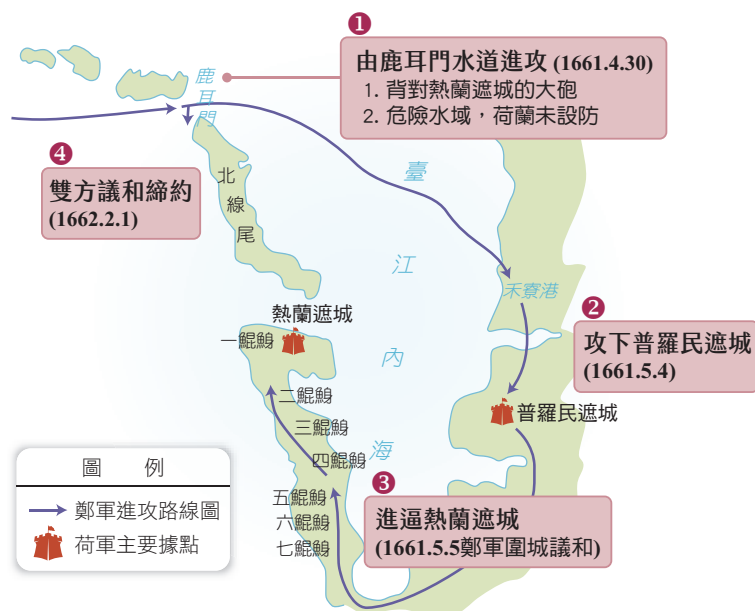 ❶
由鹿耳門水道進攻 (1661.4.30)
1. 背對熱蘭遮城的大砲
2. 危險水域，荷蘭未設防
鹿耳門
❹
雙方議和締約
(1662.2.1)
北線尾
臺江內海
禾寮港
❷
攻下普羅民遮城
(1661.5.4)
熱蘭遮城
一鯤鯓
二鯤鯓
三鯤鯓
四鯤鯓
五鯤鯓
六鯤鯓
七鯤鯓
普羅民遮城
❸
進逼熱蘭遮城
(1661.5.5鄭軍圍城議和)
圖 例
鄭軍進攻路線圖
荷軍主要據點